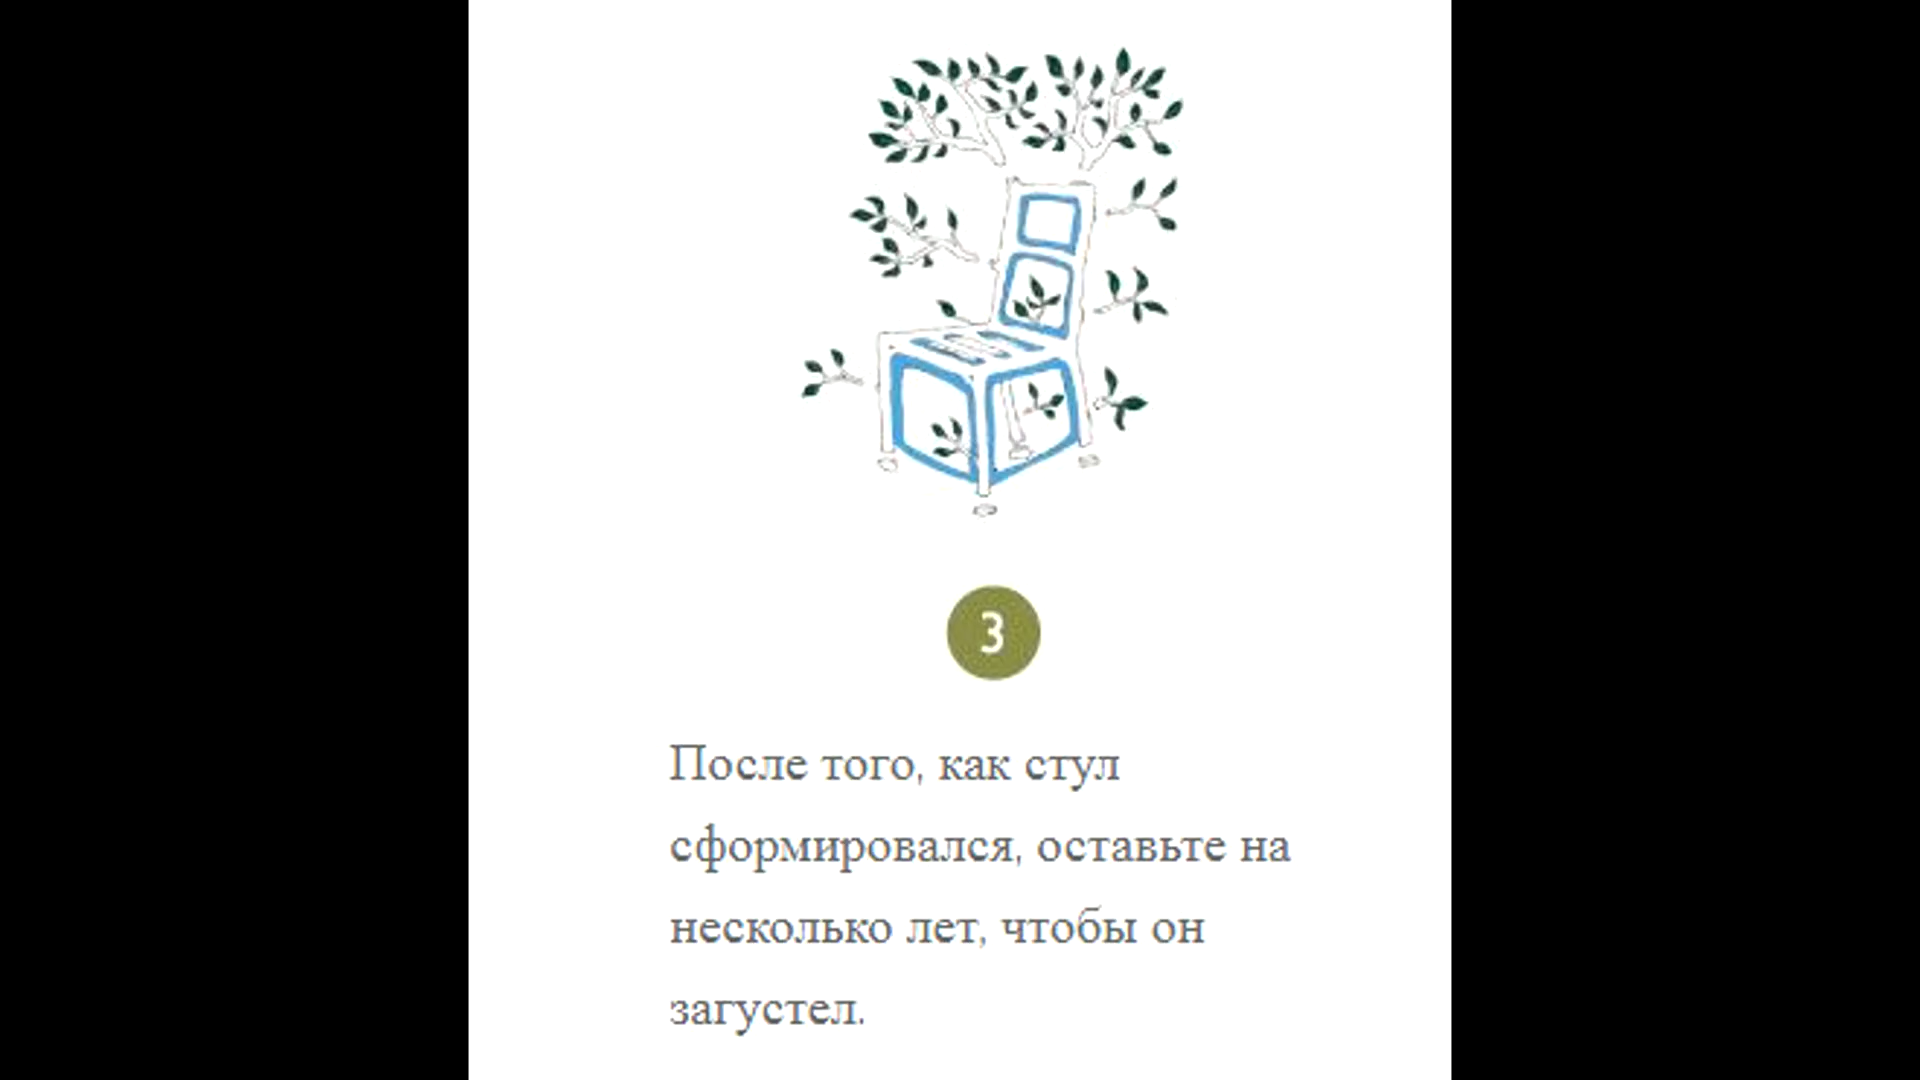 3
После того, как стул
сформировался, оставьте на
несколько лет, чтобы он
загустел.